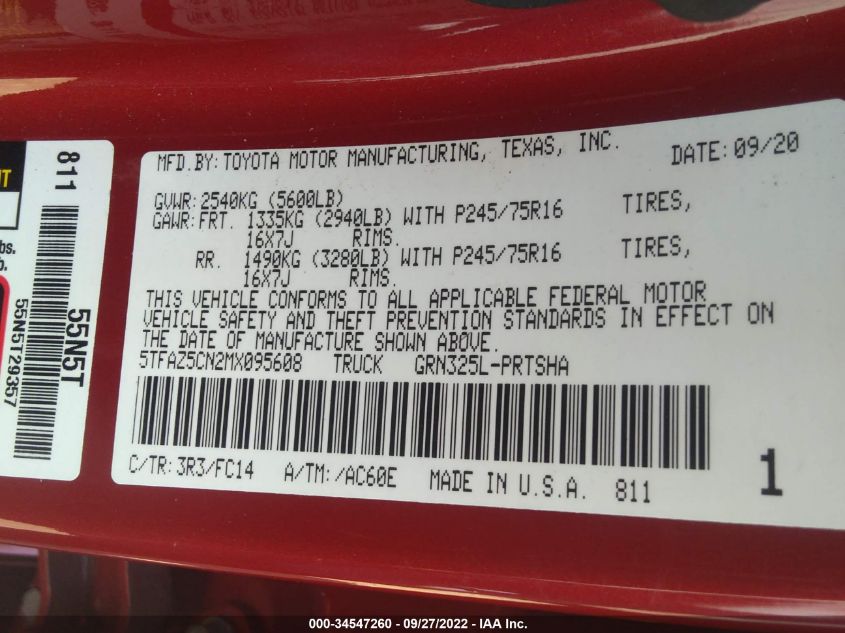 MFD.BY: TOYOTA MOTOR MANUFACTURING, TEXAS, INC. DATE: 09/20
GVWR: 2540KG (5600LB)
GAWR: FRT. 1335KG (2940LB) WITH P245/75R16 TIRES,
16X7J RIMS.
RR. 1490KG (3280LB) WITH P245/75R16 TIRES,
16X7J RIMS.
THIS VEHICLE CONFORMS TO ALL APPLICABLE FEDERAL MOTOR
VEHICLE SAFETY AND THEFT PREVENTION STANDARDS IN EFFECT ON
THE DATE OF MANUFACTURE SHOWN ABOVE.
5TFAZ5CN2MX095608 TRUCK GRN325L-PRTSHA
C/TR: 3R3/FC14 A/TM: /AC60E MADE IN U.S.A. 811
1
811
55N5T
55N5T29357
lbs.
000-34547260 - 09/27/2022 - IAA Inc.